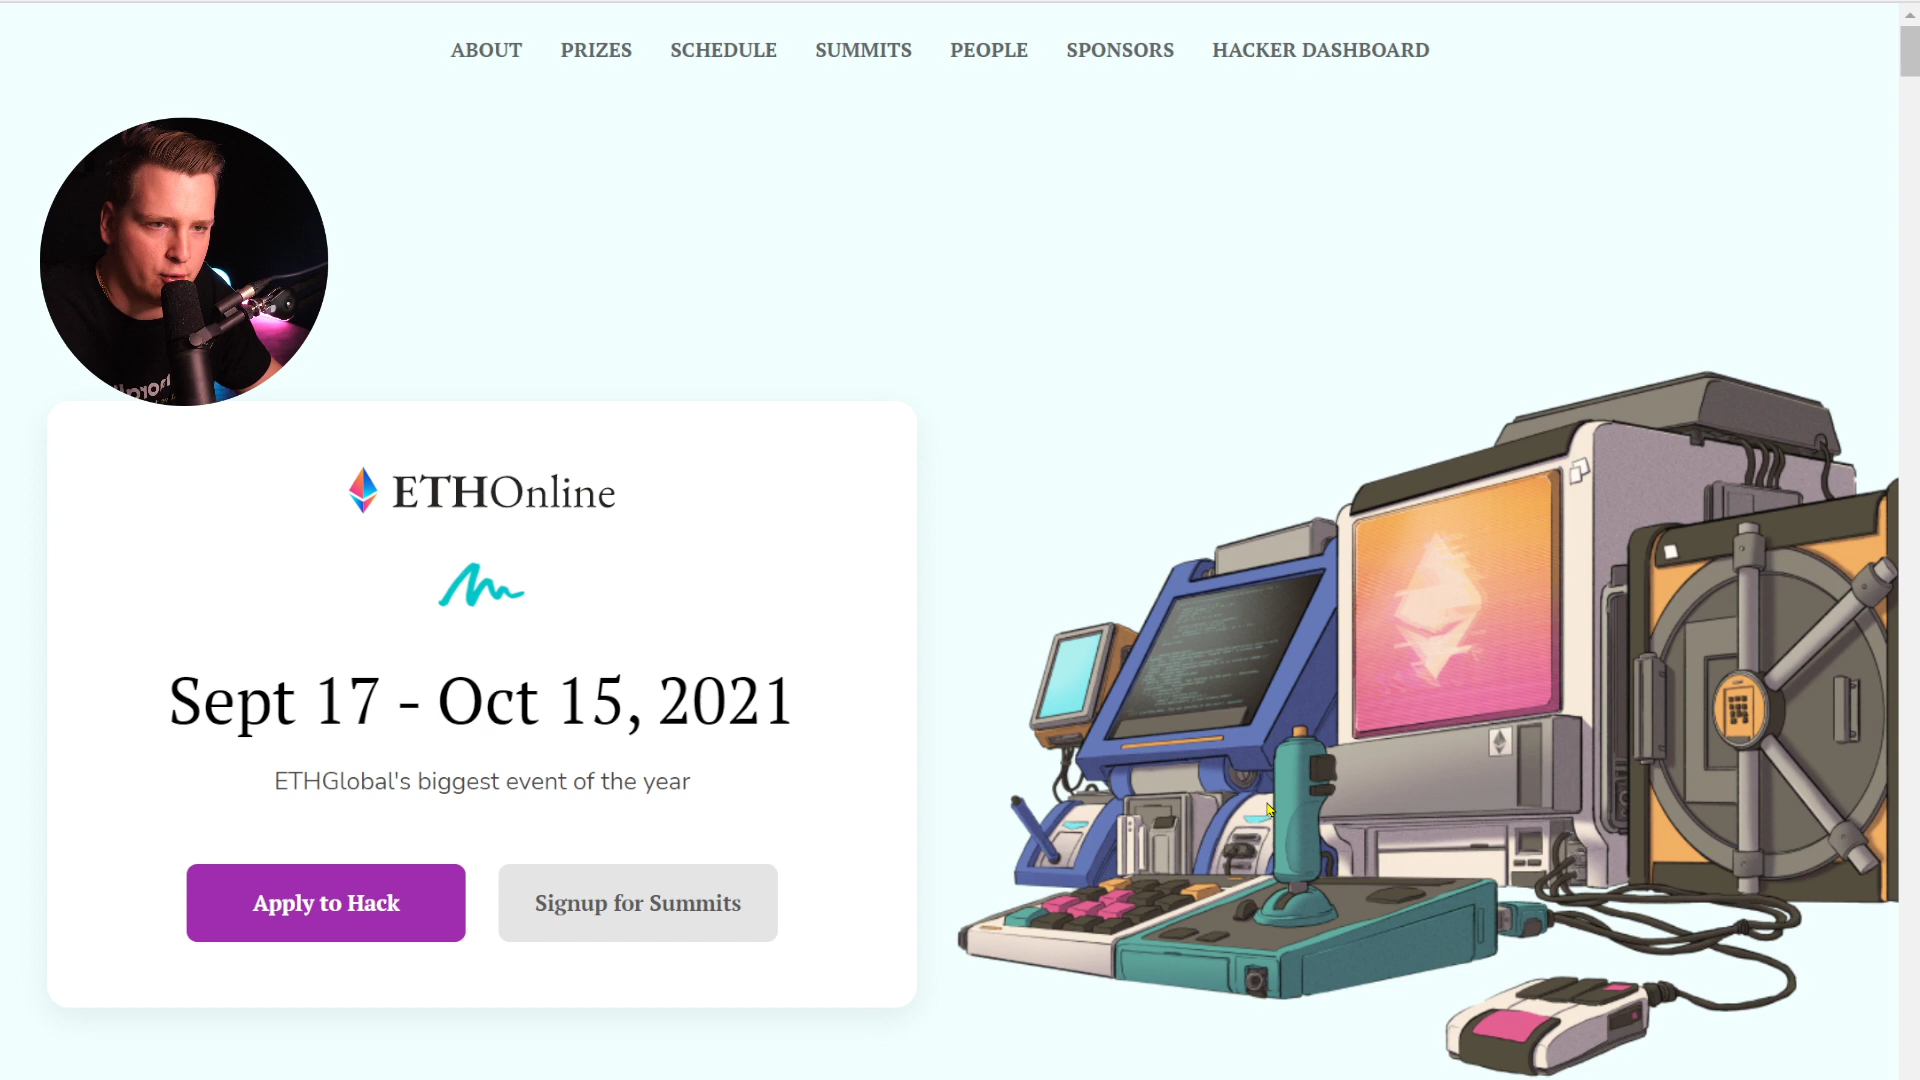 ABOUT PRIZES SCHEDULE SUMMITS PEOPLE SPONSORS HACKER DASHBOARD
ETHOnline
Sept 17 - Oct 15, 2021
ETHGlobal's biggest event of the year
Apply to Hack Signup for Summits